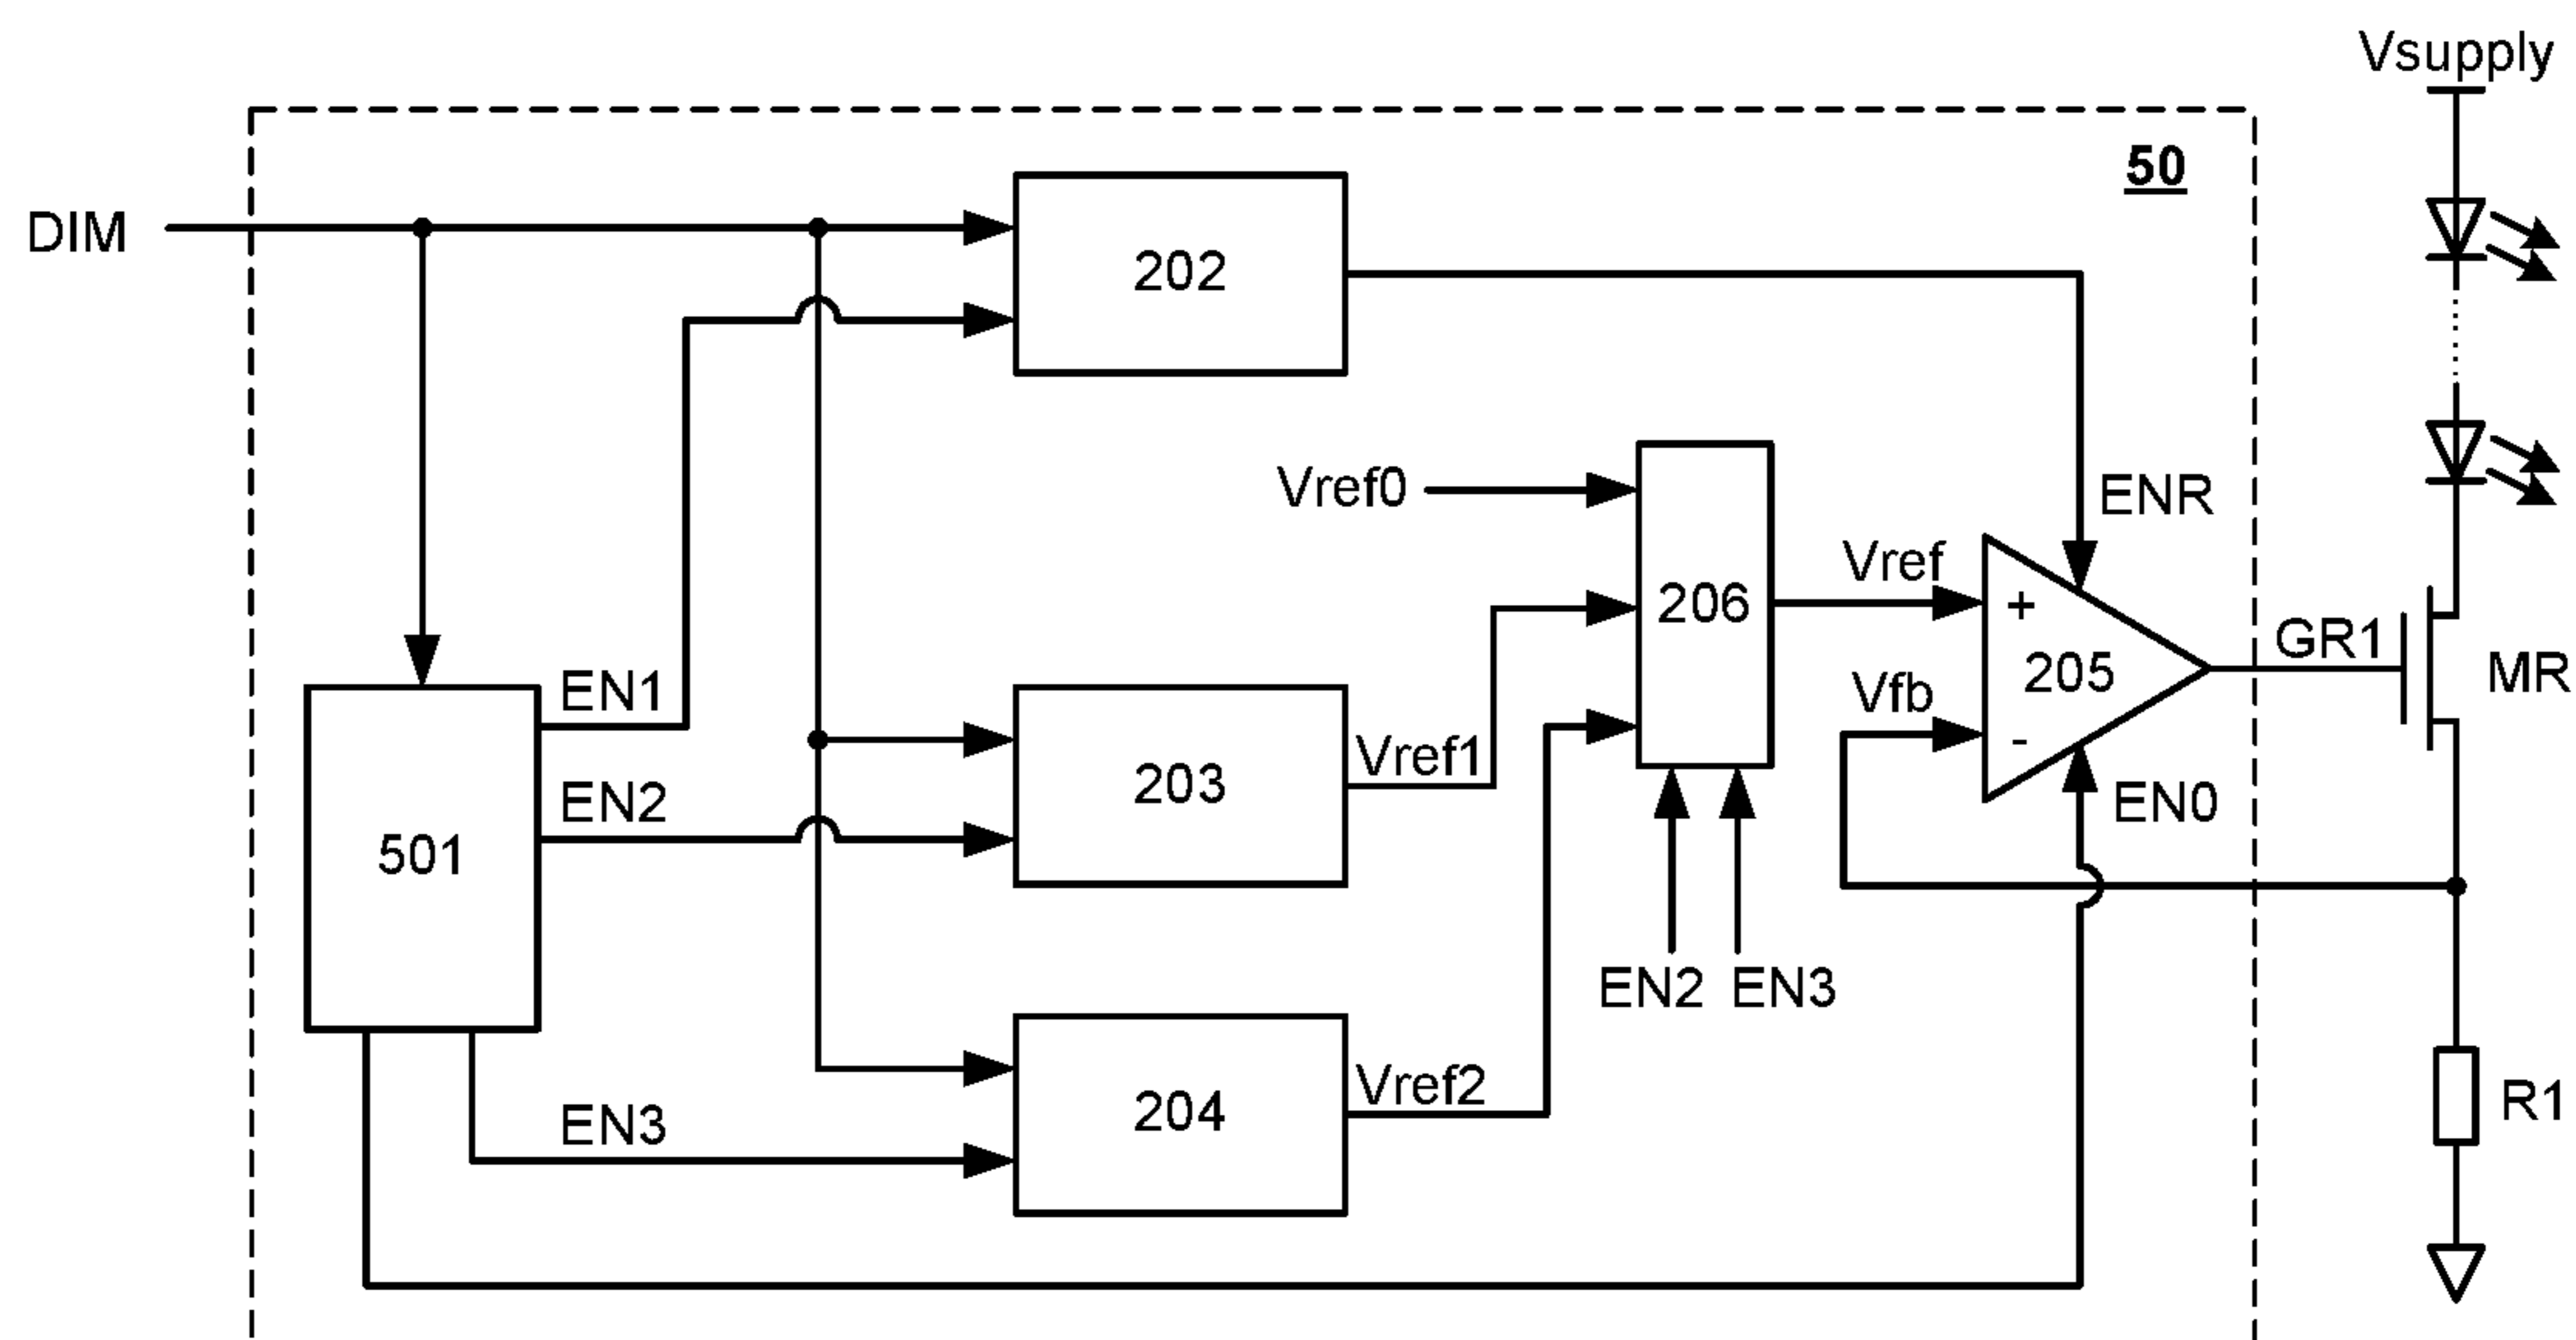 Vsupply
50
DIM
202
Vref0
ENR
Vref
206
+
GR1
MR
EN1
205
Vfb
-
Vref1
203
EN2
EN0
501
EN2 EN3
Vref2
R1
EN3
204